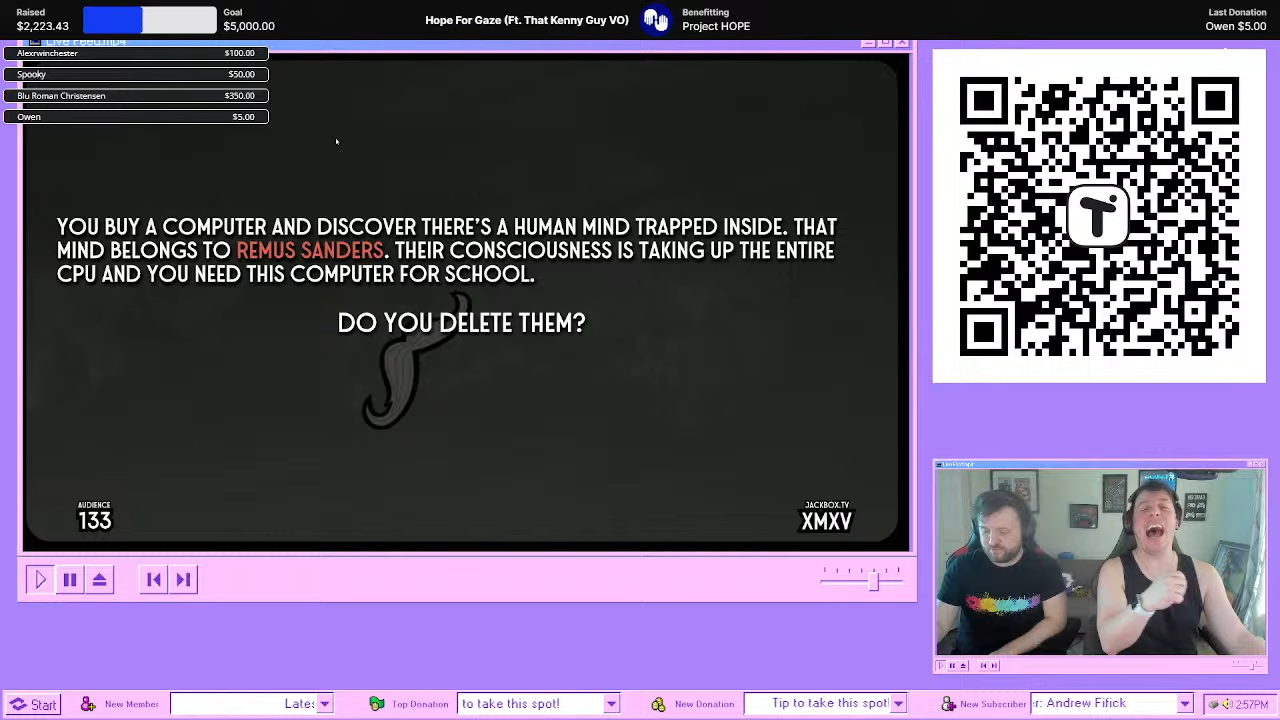 Raised
$2,223.43
Goal
$5,000.00
Hope For Gaze (Ft. That Kenny Guy VO)
Benefitting
Project HOPE
Last Donation
Owen $5.00
Live Feed.mp4
Alexrwinchester $100.00
Spooky $50.00
Blu Roman Christensen $350.00
Owen $5.00
YOU BUY A COMPUTER AND DISCOVER THERE'S A HUMAN MIND TRAPPED INSIDE. THAT
MIND BELONGS TO REMUS SANDERS. THEIR CONSCIOUSNESS IS TAKING UP THE ENTIRE
CPU AND YOU NEED THIS COMPUTER FOR SCHOOL.
DO YOU DELETE THEM?
AUDIENCE
133
JACKBOX.TV
XMXV
Start
New Member
Lates
Top Donation
to take this spot!
New Donation
Tip to take this spot!
New Subscriber
r: Andrew Fifick
2:57PM